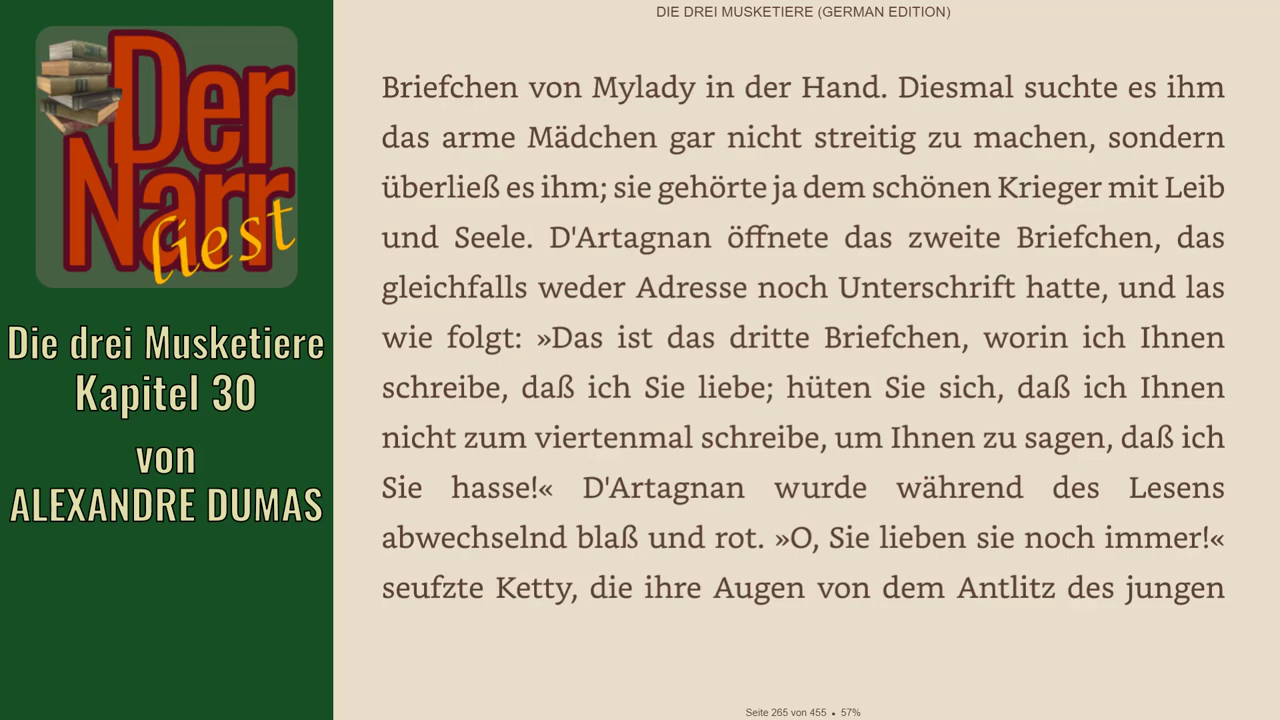 Der
Narr
liest
Die drei Musketiere
Kapitel 30
von
ALEXANDRE DUMAS
DIE DREI MUSKETIERE (GERMAN EDITION)
Briefchen von Mylady in der Hand. Diesmal suchte es ihm
das arme Mädchen gar nicht streitig zu machen, sondern
überließ es ihm; sie gehörte ja dem schönen Krieger mit Leib
und Seele. D'Artagnan öffnete das zweite Briefchen, das
gleichfalls weder Adresse noch Unterschrift hatte, und las
wie folgt: »Das ist das dritte Briefchen, worin ich Ihnen
schreibe, daß ich Sie liebe; hüten Sie sich, daß ich Ihnen
nicht zum viertenmal schreibe, um Ihnen zu sagen, daß ich
Sie hasse!« D'Artagnan wurde während des Lesens
abwechselnd blaß und rot. »O, Sie lieben sie noch immer!«
seufzte Ketty, die ihre Augen von dem Antlitz des jungen
Seite 265 von 455 • 57%